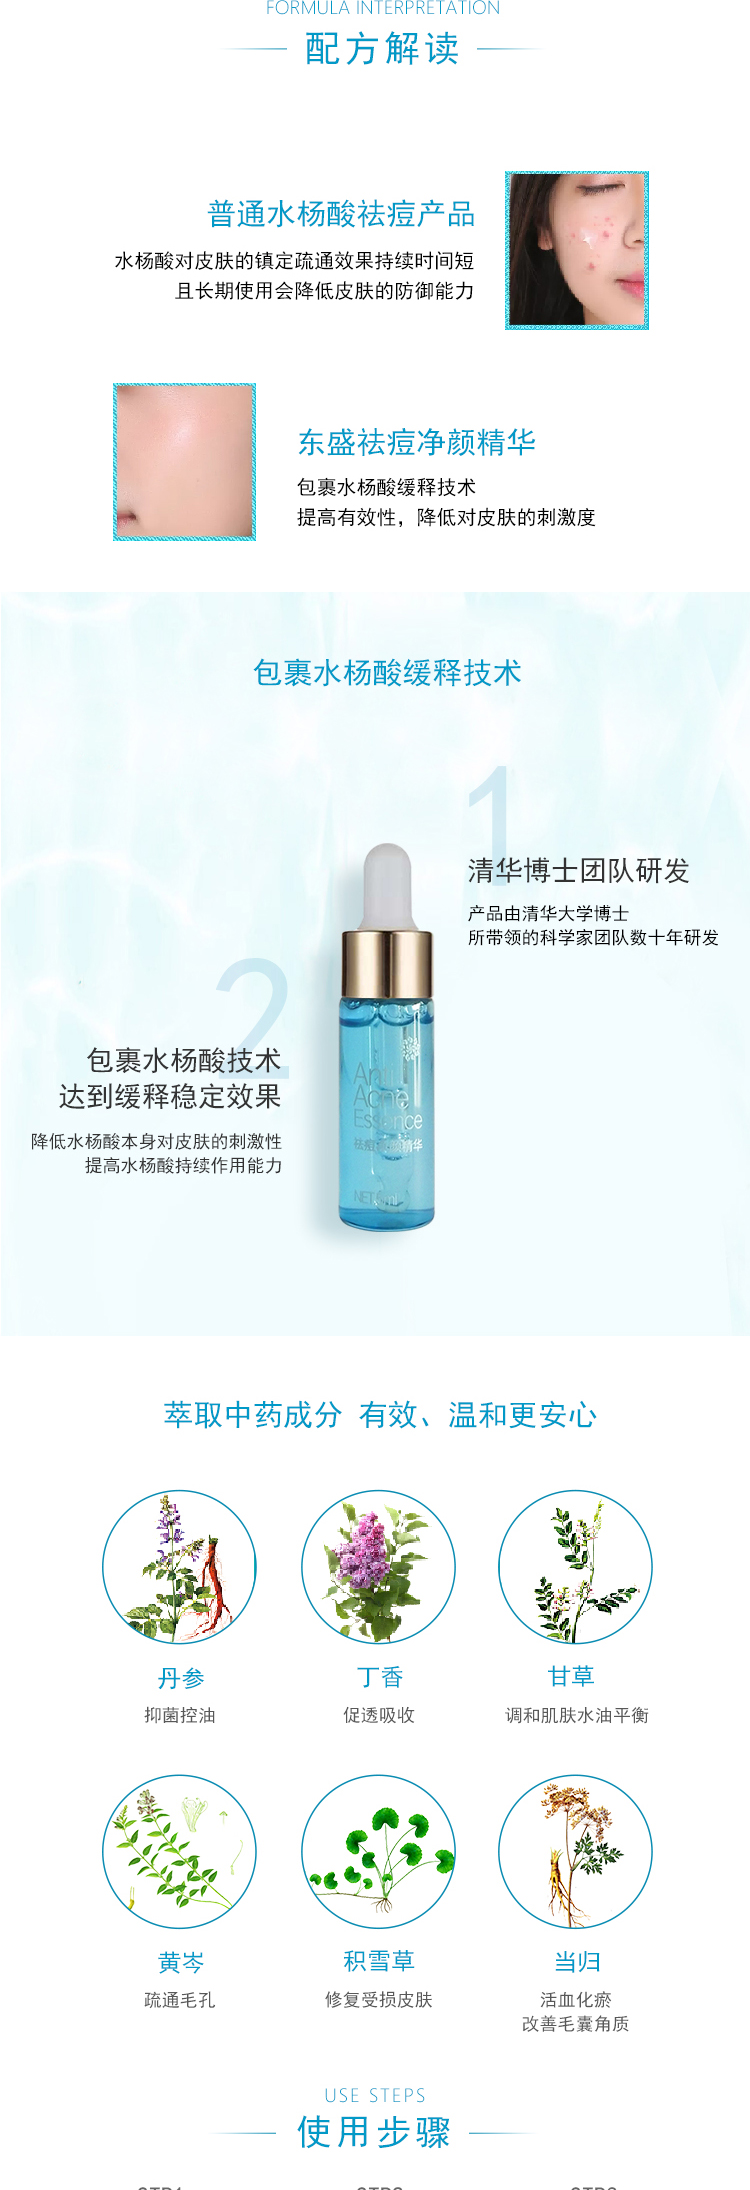 FORMULA INTERPRETATION
配方解读
普通水杨酸祛痘产品
水杨酸对皮肤的镇定疏通效果持续时间短
且长期使用会降低皮肤的防御能力
东盛祛痘净颜精华
包裹水杨酸缓释技术
提高有效性，降低对皮肤的刺激度
包裹水杨酸缓释技术
1
清华博士团队研发
产品由清华大学博士
所带领的科学家团队数十年研发
2
包裹水杨酸技术
达到缓释稳定效果
降低水杨酸本身对皮肤的刺激性
提高水杨酸持续作用能力
Anti
Acne
Essence
萃取中药成分 有效、温和更安心
丹参
抑菌控油
丁香
促透吸收
甘草
调和肌肤水油平衡
黄岑
疏通毛孔
积雪草
修复受损皮肤
当归
活血化瘀
改善毛囊角质
USE STEPS
使用步骤